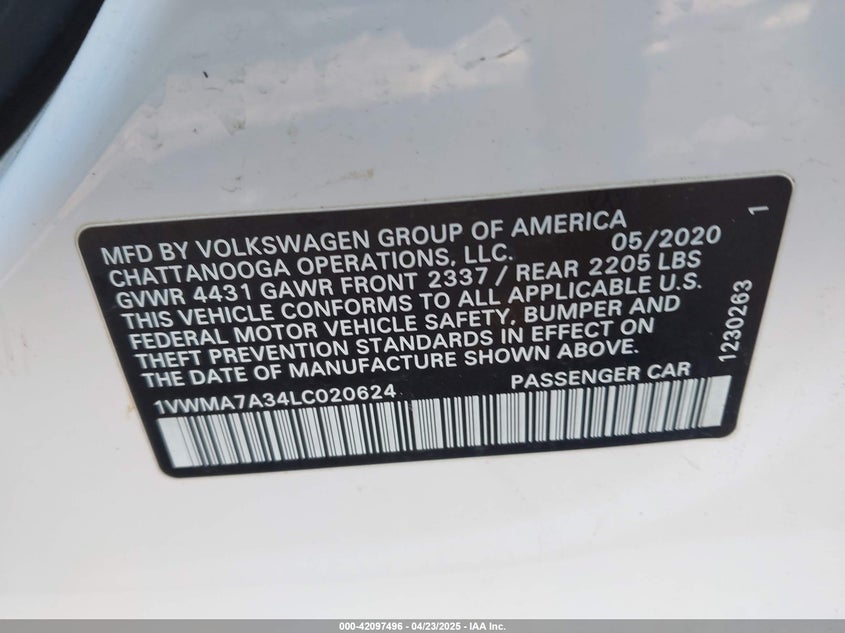 MFD BY VOLKSWAGEN GROUP OF AMERICA
CHATTANOOGA OPERATIONS, LLC. 05/2020
GVWR 4431 GAWR FRONT 2337 / REAR 2205 LBS
THIS VEHICLE CONFORMS TO ALL APPLICABLE U.S.
FEDERAL MOTOR VEHICLE SAFETY, BUMPER AND
THEFT PREVENTION STANDARDS IN EFFECT ON
THE DATE OF MANUFACTURE SHOWN ABOVE.
1VWMA7A34LC020624 PASSENGER CAR
1230263 1
000-42097496 - 04/23/2025 - IAA Inc.